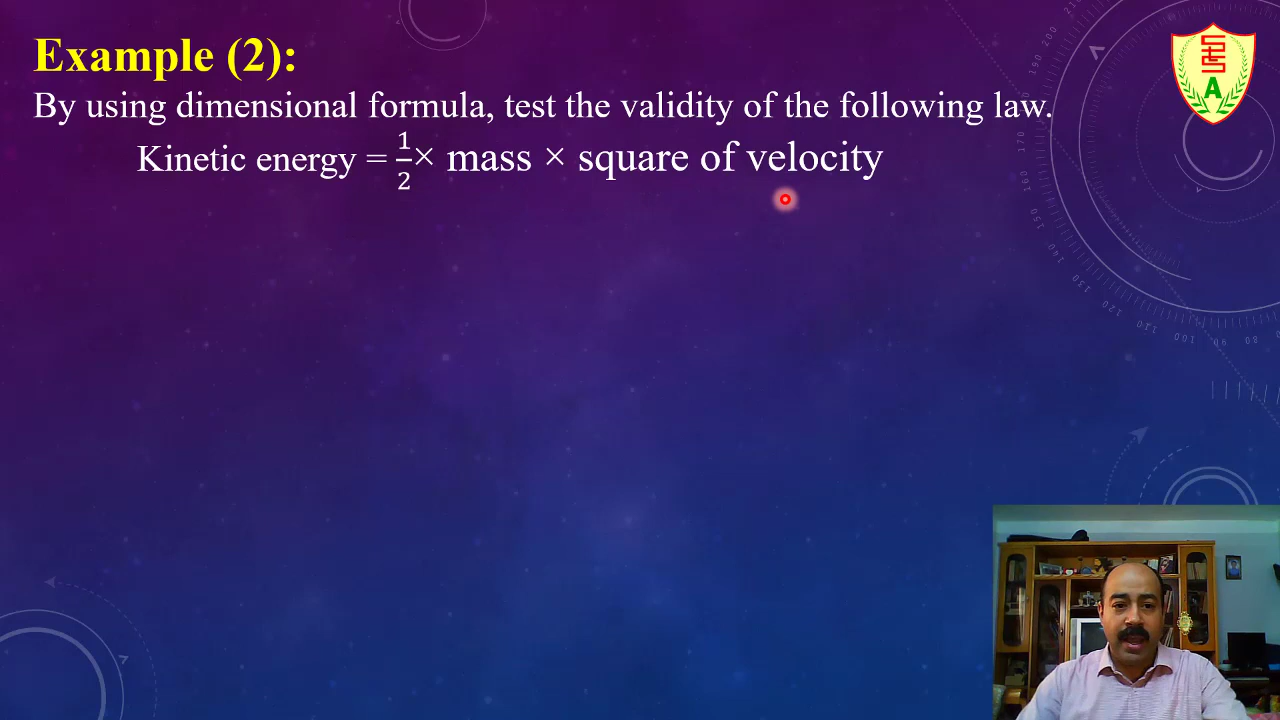 Example (2):
By using dimensional formula, test the validity of the following law.
Kinetic energy = 1/2 × mass × square of velocity
A